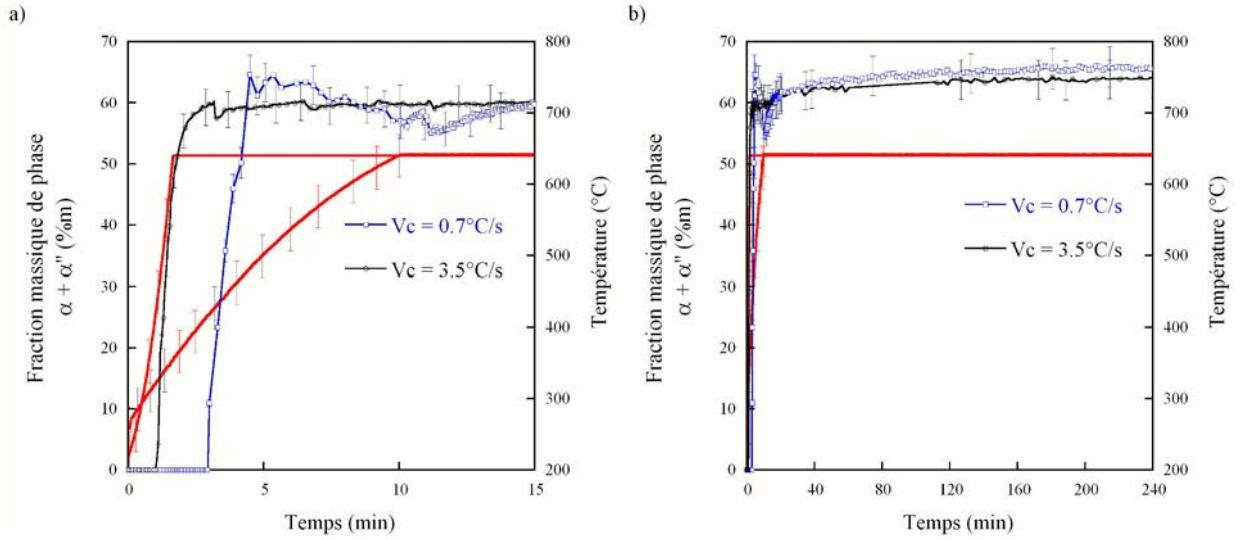 a)
70
60
50
40
30
20
10
0
Fraction massique de phase
α + α" (%m)
800
700
600
500
400
300
200
Température (°C)
Vc = 0.7°C/s
Vc = 3.5°C/s
0
5
10
15
Temps (min)
b)
70
60
50
40
30
20
10
0
Fraction massique de phase
α + α" (%m)
800
700
600
500
400
300
200
Température (°C)
Vc = 0.7°C/s
Vc = 3.5°C/s
0
40
80
120
160
200
240
Temps (min)